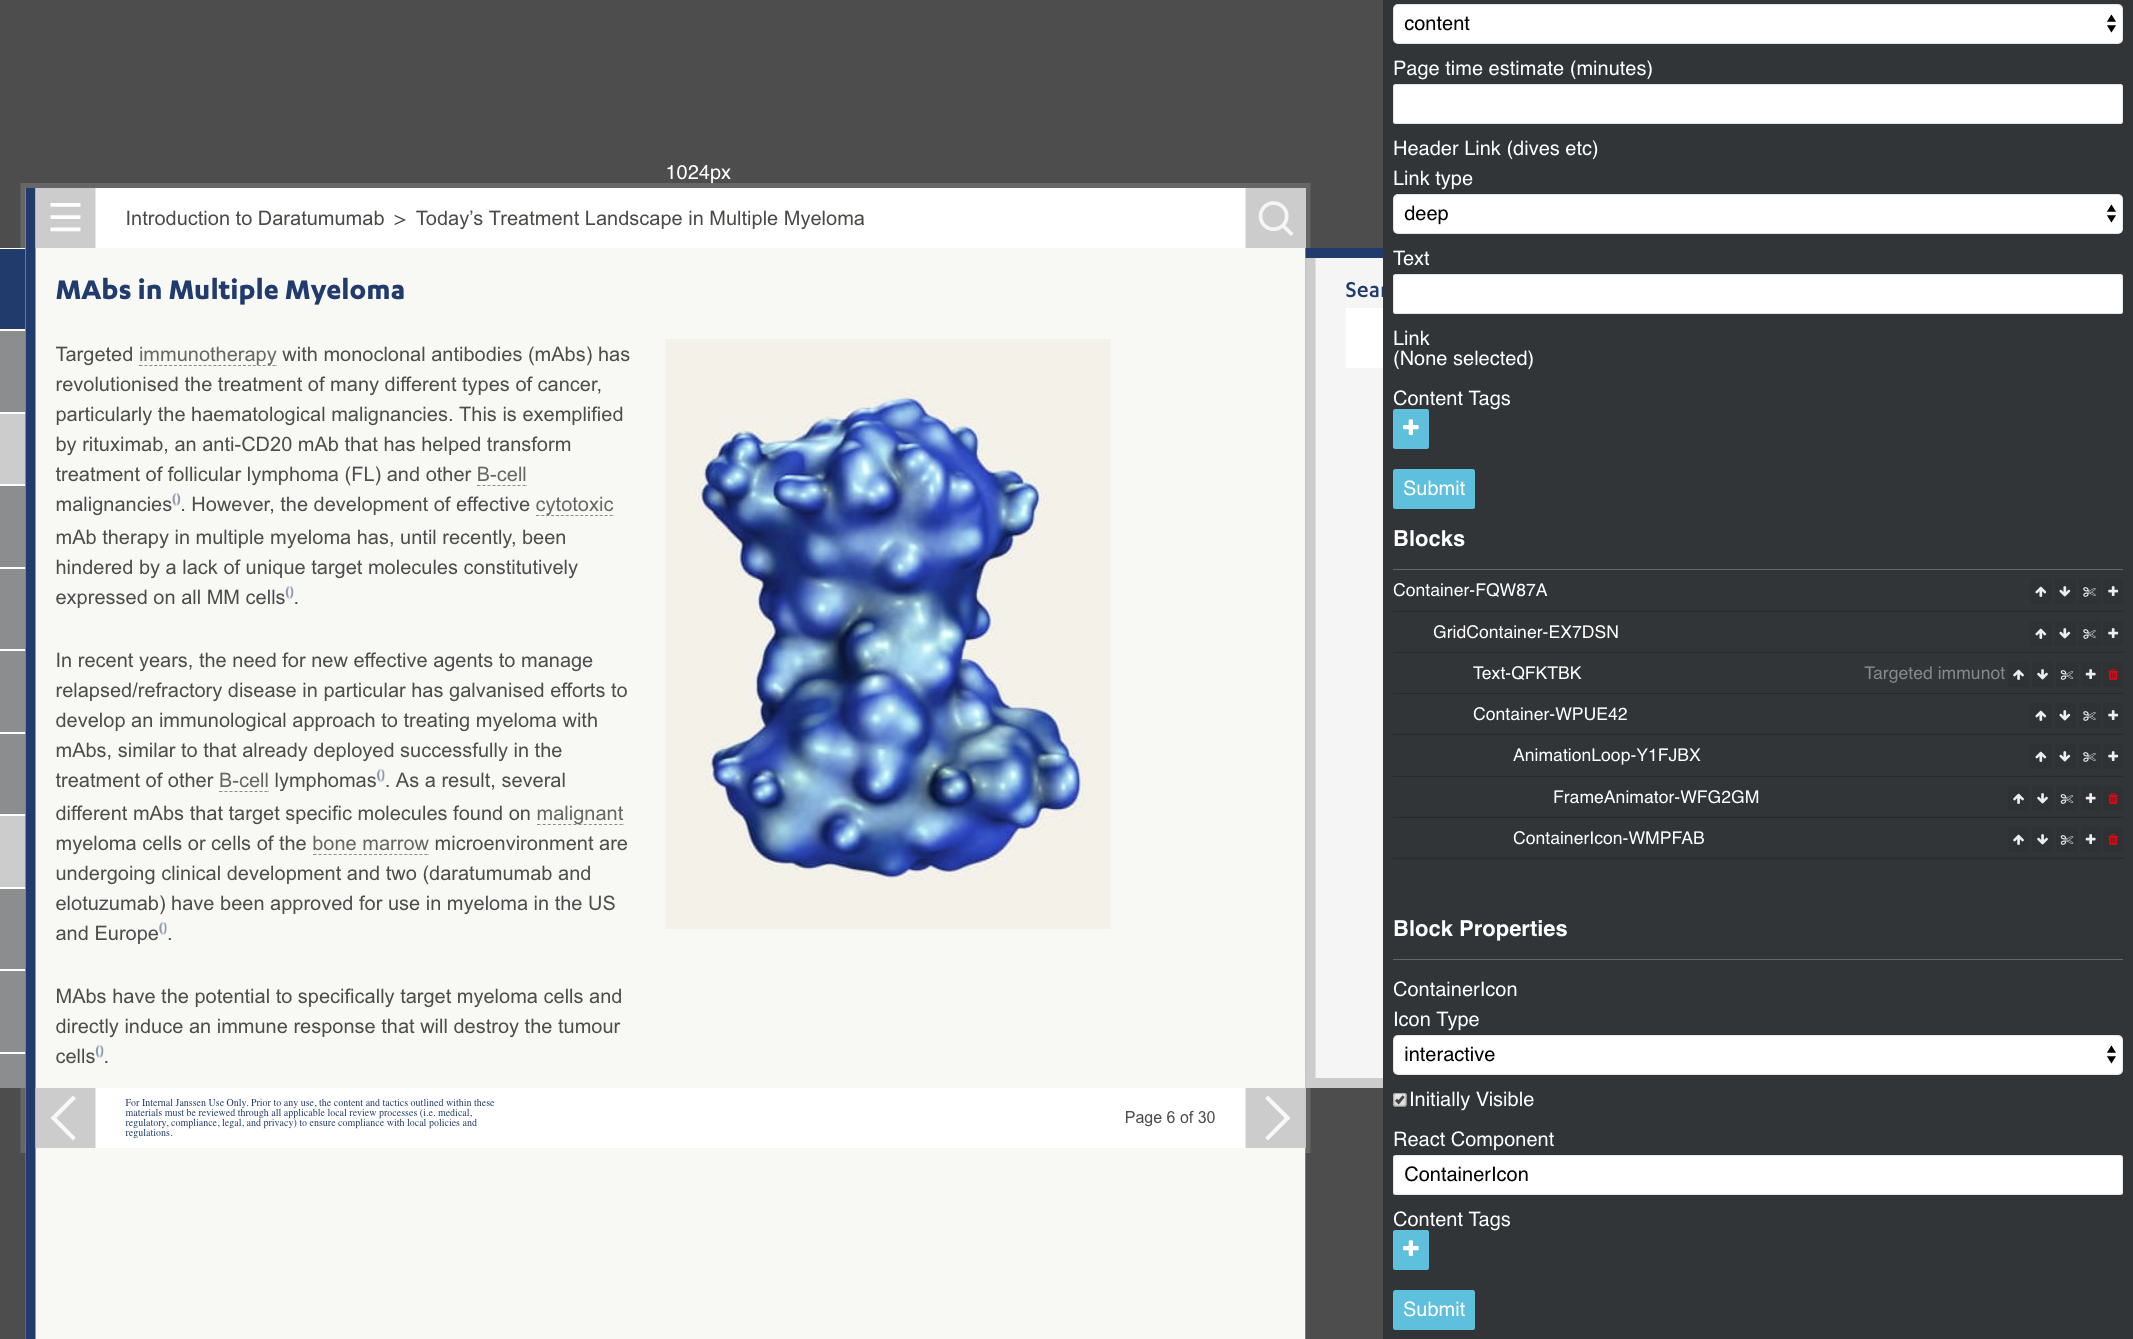 content
Page time estimate (minutes)
Header Link (dives etc)
Link type
deep
Text
Link
(None selected)
Content Tags
Submit
Blocks
Container-FQW87A
GridContainer-EX7DSN
Text-QFKTBK Targeted immunot
Container-WPUE42
AnimationLoop-Y1FJBX
FrameAnimator-WFG2GM
ContainerIcon-WMPFAB
Block Properties
ContainerIcon
Icon Type
interactive
Initially Visible
React Component
ContainerIcon
Content Tags
Submit
1024px
Introduction to Daratumumab > Today’s Treatment Landscape in Multiple Myeloma
MAbs in Multiple Myeloma
Targeted immunotherapy with monoclonal antibodies (mAbs) has
revolutionised the treatment of many different types of cancer,
particularly the haematological malignancies. This is exemplified
by rituximab, an anti-CD20 mAb that has helped transform
treatment of follicular lymphoma (FL) and other B-cell
malignancies(). However, the development of effective cytotoxic
mAb therapy in multiple myeloma has, until recently, been
hindered by a lack of unique target molecules constitutively
expressed on all MM cells().
In recent years, the need for new effective agents to manage
relapsed/refractory disease in particular has galvanised efforts to
develop an immunological approach to treating myeloma with
mAbs, similar to that already deployed successfully in the
treatment of other B-cell lymphomas(). As a result, several
different mAbs that target specific molecules found on malignant
myeloma cells or cells of the bone marrow microenvironment are
undergoing clinical development and two (daratumumab and
elotuzumab) have been approved for use in myeloma in the US
and Europe().
MAbs have the potential to specifically target myeloma cells and
directly induce an immune response that will destroy the tumour
cells().
Sear
For Internal Janssen Use Only. Prior to any use, the content and tactics outlined within these
materials must be reviewed through all applicable local review processes (i.e. medical,
regulatory, compliance, legal, and privacy) to ensure compliance with local policies and
regulations.
Page 6 of 30